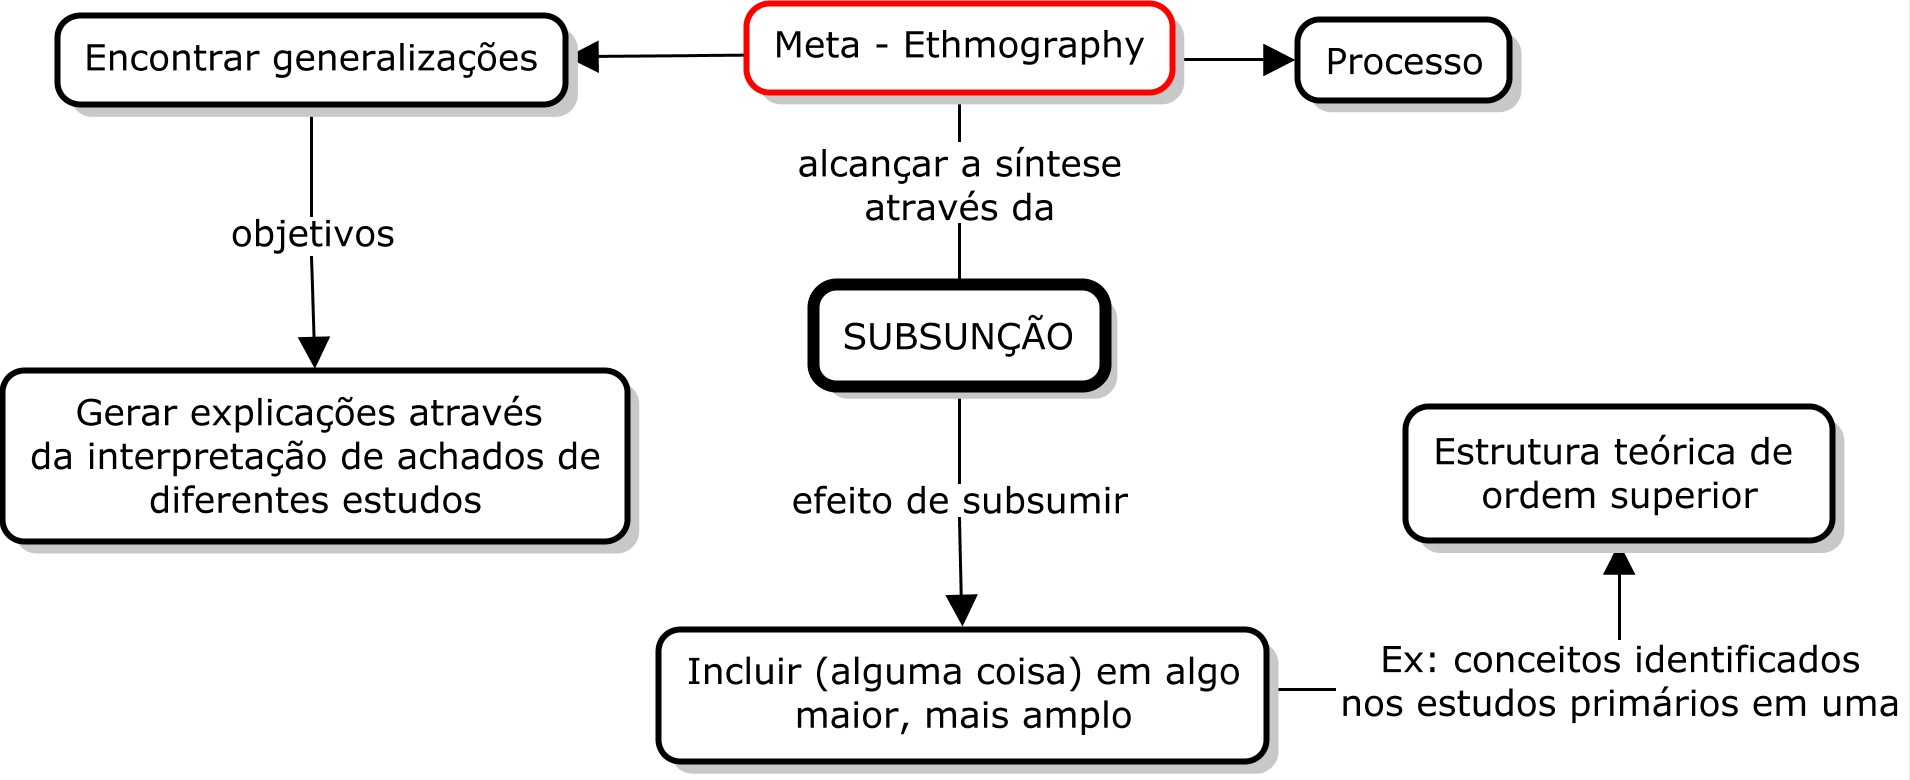 Encontrar generalizações
Meta - Ethmography
Processo
alcançar a síntese
através da
objetivos
SUBSUNÇÃO
Gerar explicações através
da interpretação de achados de
diferentes estudos
efeito de subsumir
Estrutura teórica de
ordem superior
Incluir (alguma coisa) em algo
maior, mais amplo
Ex: conceitos identificados
nos estudos primários em uma